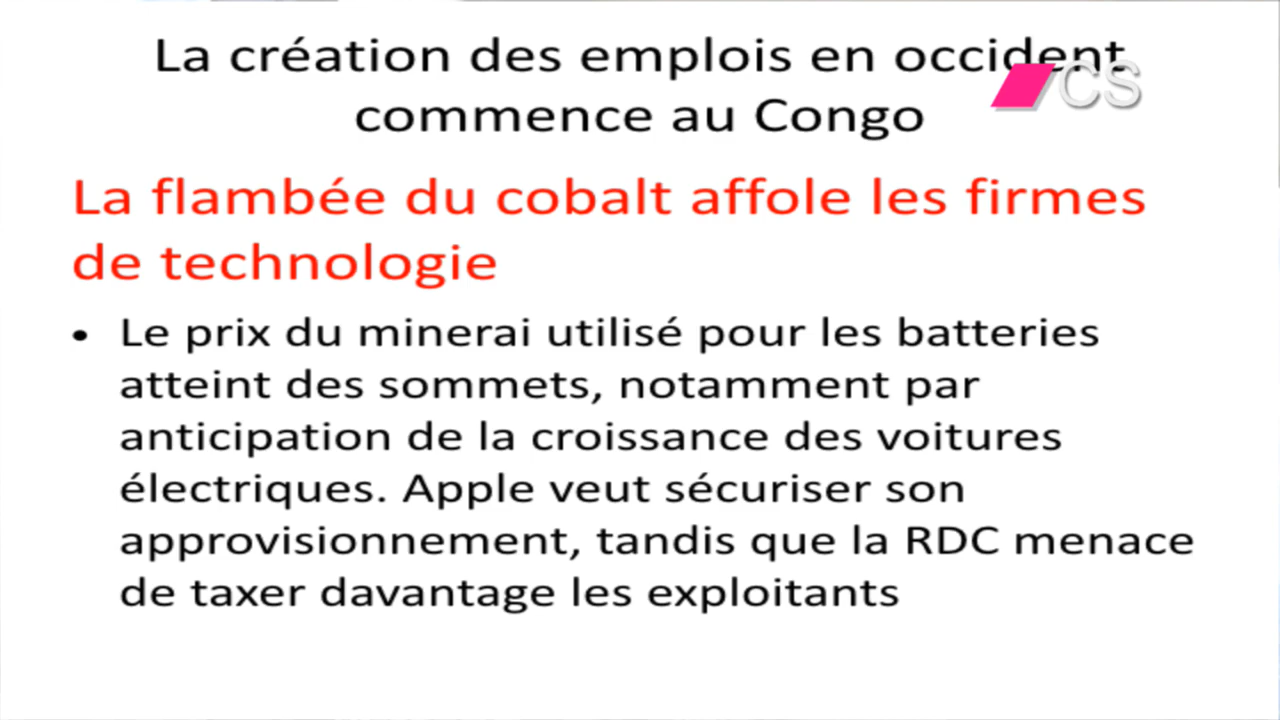 La création des emplois en occident
CS
commence au Congo
La flambée du cobalt affole les firmes
de technologie
• Le prix du minerai utilisé pour les batteries
atteint des sommets, notamment par
anticipation de la croissance des voitures
électriques. Apple veut sécuriser son
approvisionnement, tandis que la RDC menace
de taxer davantage les exploitants